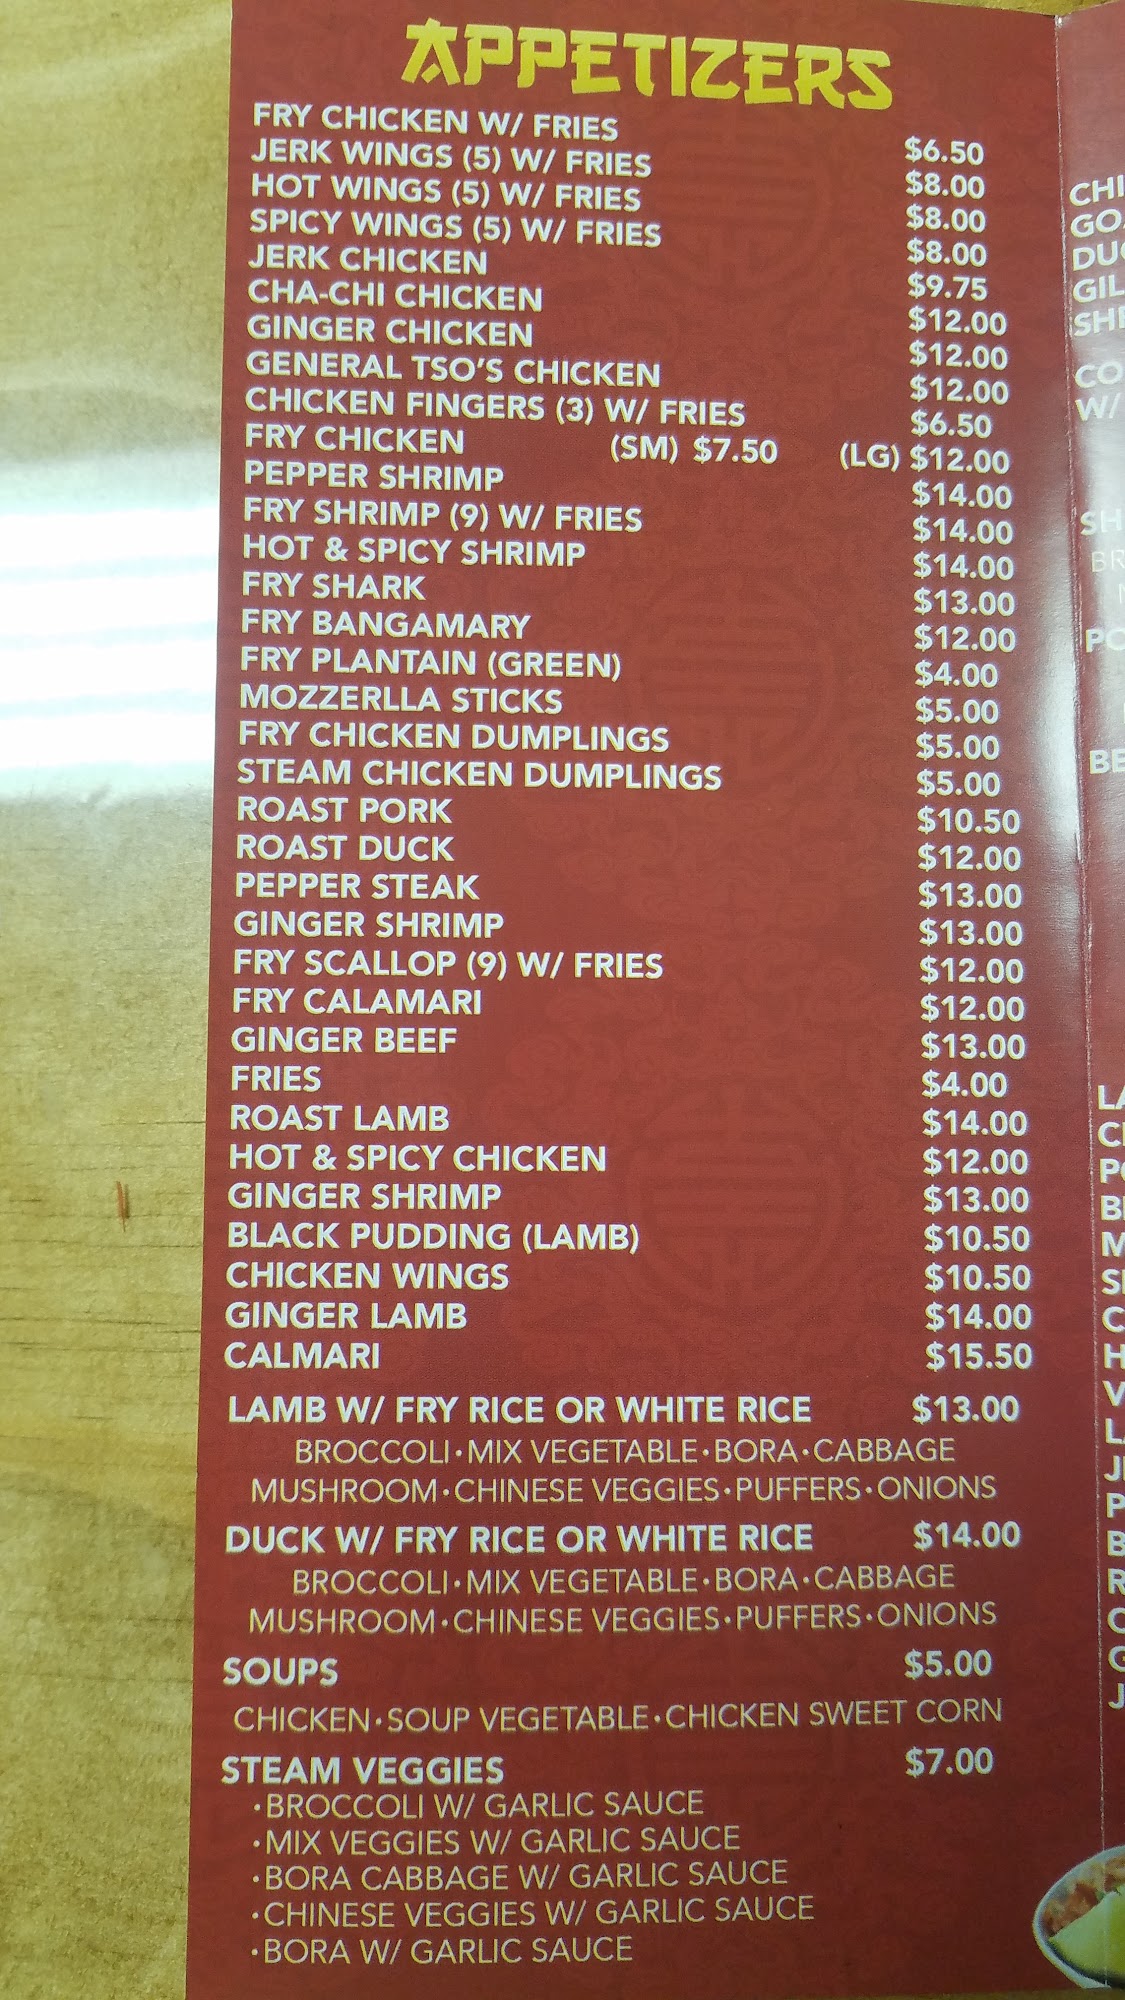 APPETIZERS
FRY CHICKEN W/ FRIES $6.50
JERK WINGS (5) W/ FRIES $8.00
HOT WINGS (5) W/ FRIES $8.00
SPICY WINGS (5) W/ FRIES $8.00
JERK CHICKEN $9.75
CHA-CHI CHICKEN $12.00
GINGER CHICKEN $12.00
GENERAL TSO'S CHICKEN $12.00
CHICKEN FINGERS (3) W/ FRIES $6.50
FRY CHICKEN (SM) $7.50 (LG) $12.00
PEPPER SHRIMP $14.00
FRY SHRIMP (9) W/ FRIES $14.00
HOT & SPICY SHRIMP $14.00
FRY SHARK $13.00
FRY BANGAMARY $12.00
FRY PLANTAIN (GREEN) $4.00
MOZZERLLA STICKS $5.00
FRY CHICKEN DUMPLINGS $5.00
STEAM CHICKEN DUMPLINGS $5.00
ROAST PORK $10.50
ROAST DUCK $12.00
PEPPER STEAK $13.00
GINGER SHRIMP $13.00
FRY SCALLOP (9) W/ FRIES $12.00
FRY CALAMARI $12.00
GINGER BEEF $13.00
FRIES $4.00
ROAST LAMB $14.00
HOT & SPICY CHICKEN $12.00
GINGER SHRIMP $13.00
BLACK PUDDING (LAMB) $10.50
CHICKEN WINGS $10.50
GINGER LAMB $14.00
CALMARI $15.50
LAMB W/ FRY RICE OR WHITE RICE $13.00
BROCCOLI•MIX VEGETABLE•BORA•CABBAGE
MUSHROOM•CHINESE VEGGIES•PUFFERS•ONIONS
DUCK W/ FRY RICE OR WHITE RICE $14.00
BROCCOLI•MIX VEGETABLE•BORA•CABBAGE
MUSHROOM•CHINESE VEGGIES•PUFFERS•ONIONS
SOUPS $5.00
CHICKEN•SOUP VEGETABLE•CHICKEN SWEET CORN
STEAM VEGGIES $7.00
•BROCCOLI W/ GARLIC SAUCE
•MIX VEGGIES W/ GARLIC SAUCE
•BORA CABBAGE W/ GARLIC SAUCE
•CHINESE VEGGIES W/ GARLIC SAUCE
•BORA W/ GARLIC SAUCE